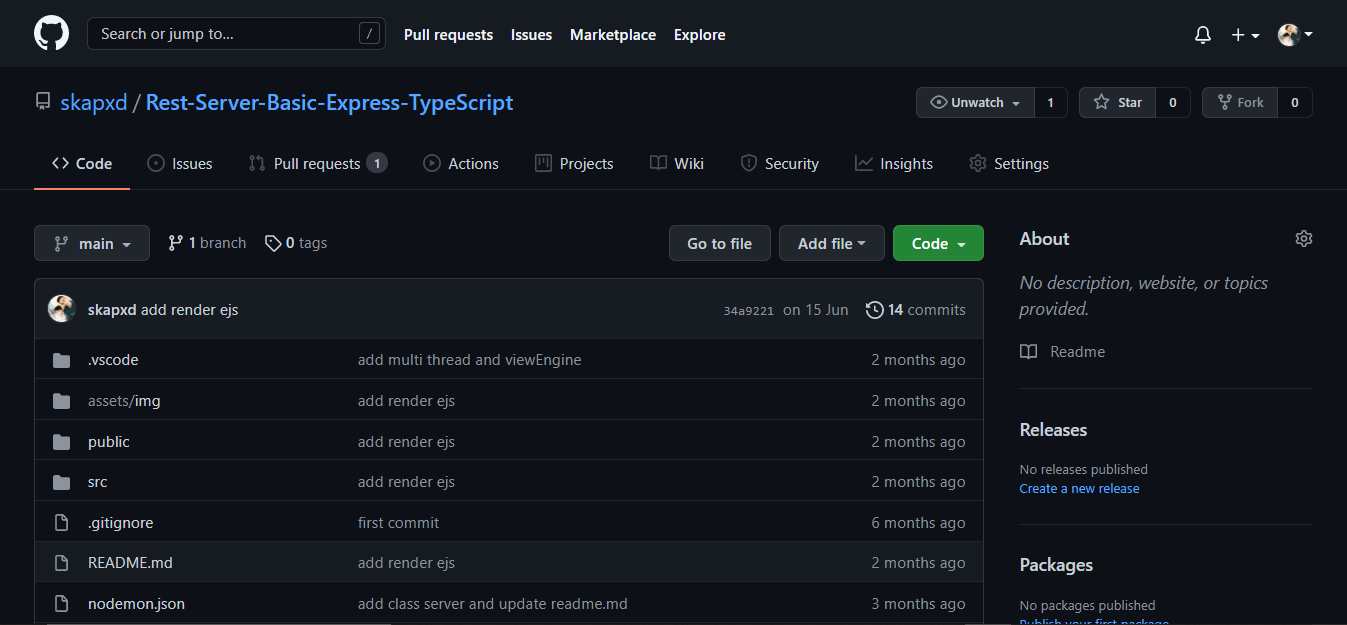 Search or jump to... / Pull requests Issues Marketplace Explore
skapxd / Rest-Server-Basic-Express-TypeScript Unwatch 1 Star 0 Fork 0
Code Issues Pull requests 1 Actions Projects Wiki Security Insights Settings
main 1 branch 0 tags Go to file Add file Code
skapxd add render ejs 34a9221 on 15 Jun 14 commits
.vscode add multi thread and viewEngine 2 months ago
assets/img add render ejs 2 months ago
public add render ejs 2 months ago
src add render ejs 2 months ago
.gitignore first commit 6 months ago
README.md add render ejs 2 months ago
nodemon.json add class server and update readme.md 3 months ago
About
No description, website, or topics
provided.
Readme
Releases
No releases published
Create a new release
Packages
No packages published
Publish your first package